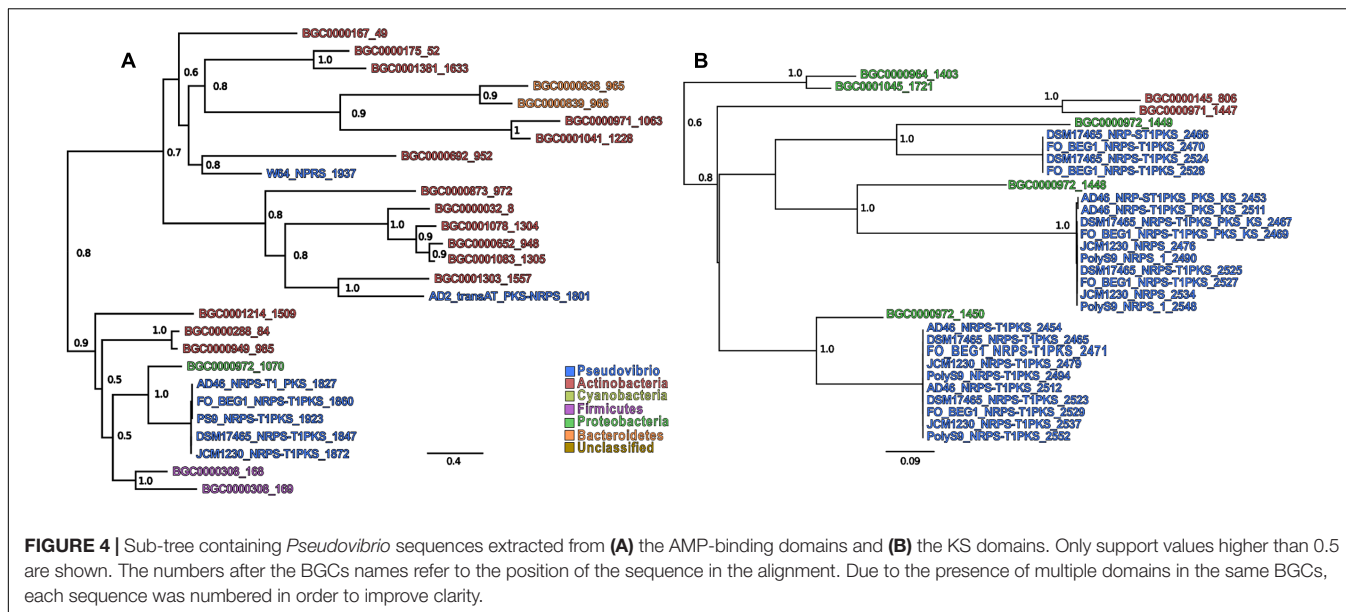 A
BGC0000167_49
BGC0000175_52
BGC0001381_1633
BGC0000838_965
BGC0000839_966
BGC0000971_1063
BGC0001041_1228
BGC0000692_952
W64_NPRS_1937
BGC0000873_972
BGC0000032_8
BGC0001078_1304
BGC0000652_948
BGC0001083_1305
BGC0001303_1557
AD2_transAT_PKS-NRPS_1801
BGC0001214_1509
BGC0000288_84
BGC0000949_985
BGC0000972_1070
AD46_NRPS-T1_PKS_1827
FO_BEG1_NRPS-T1PKS_1860
PS9_NRPS-T1PKS_1923
DSM17465_NRPS-T1PKS_1847
JCM1230_NRPS-T1PKS_1872
BGC0000308_168
BGC0000308_169
0.6
1.0
0.8
0.9
0.9
1
0.7
0.8
0.8
1.0
0.9
0.9
0.8
1.0
0.8
0.9
1.0
0.5
1.0
0.5
1.0
0.4
Pseudovibrio
Actinobacteria
Cyanobacteria
Firmicutes
Proteobacteria
Bacteroidetes
Unclassified
B
BGC0000964_1403
BGC0001045_1721
BGC0000145_806
BGC0000971_1447
BGC0000972_1449
DSM17465_NRP-ST1PKS_2466
FO_BEG1_NRPS-T1PKS_2470
DSM17465_NRPS-T1PKS_2524
FO_BEG1_NRPS-T1PKS_2528
BGC0000972_1448
AD46_NRP-ST1PKS_PKS_KS_2453
AD46_NRPS-T1PKS_PKS_KS_2511
DSM17465_NRPS-T1PKS_PKS_KS_2467
FO_BEG1_NRPS-T1PKS_PKS_KS_2469
JCM1230_NRPS_2476
PolyS9_NRPS_1_2490
DSM17465_NRPS-T1PKS_2525
FO_BEG1_NRPS-T1PKS_2527
JCM1230_NRPS_2534
PolyS9_NRPS_1_2548
BGC0000972_1450
AD46_NRPS-T1PKS_2454
DSM17465_NRPS-T1PKS_2465
FO_BEG1_NRPS-T1PKS_2471
JCM1230_NRPS-T1PKS_2479
PolyS9_NRPS-T1PKS_2494
AD46_NRPS-T1PKS_2512
DSM17465_NRPS-T1PKS_2523
FO_BEG1_NRPS-T1PKS_2529
JCM1230_NRPS-T1PKS_2537
PolyS9_NRPS-T1PKS_2552
1.0
0.6
1.0
1.0
0.8
1.0
1.0
1.0
0.09
FIGURE 4 | Sub-tree containing Pseudovibrio sequences extracted from (A) the AMP-binding domains and (B) the KS domains. Only support values higher than 0.5
are shown. The numbers after the BGCs names refer to the position of the sequence in the alignment. Due to the presence of multiple domains in the same BGCs,
each sequence was numbered in order to improve clarity.